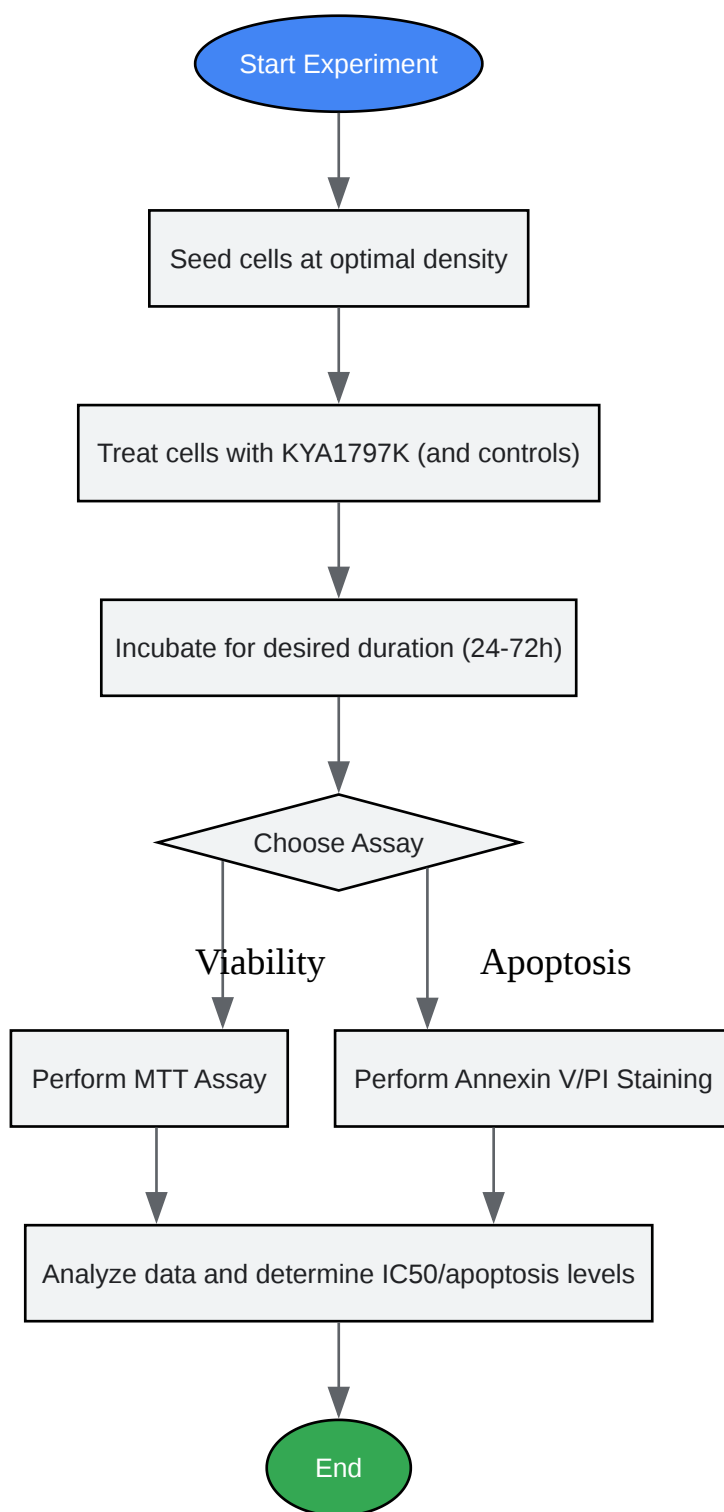 Start Experiment
Seed cells at optimal density
Treat cells with KYA1797K (and controls)
Incubate for desired duration (24-72h)
Choose Assay
Viability
Apoptosis
Perform MTT Assay
Perform Annexin V/PI Staining
Analyze data and determine IC50/apoptosis levels
End